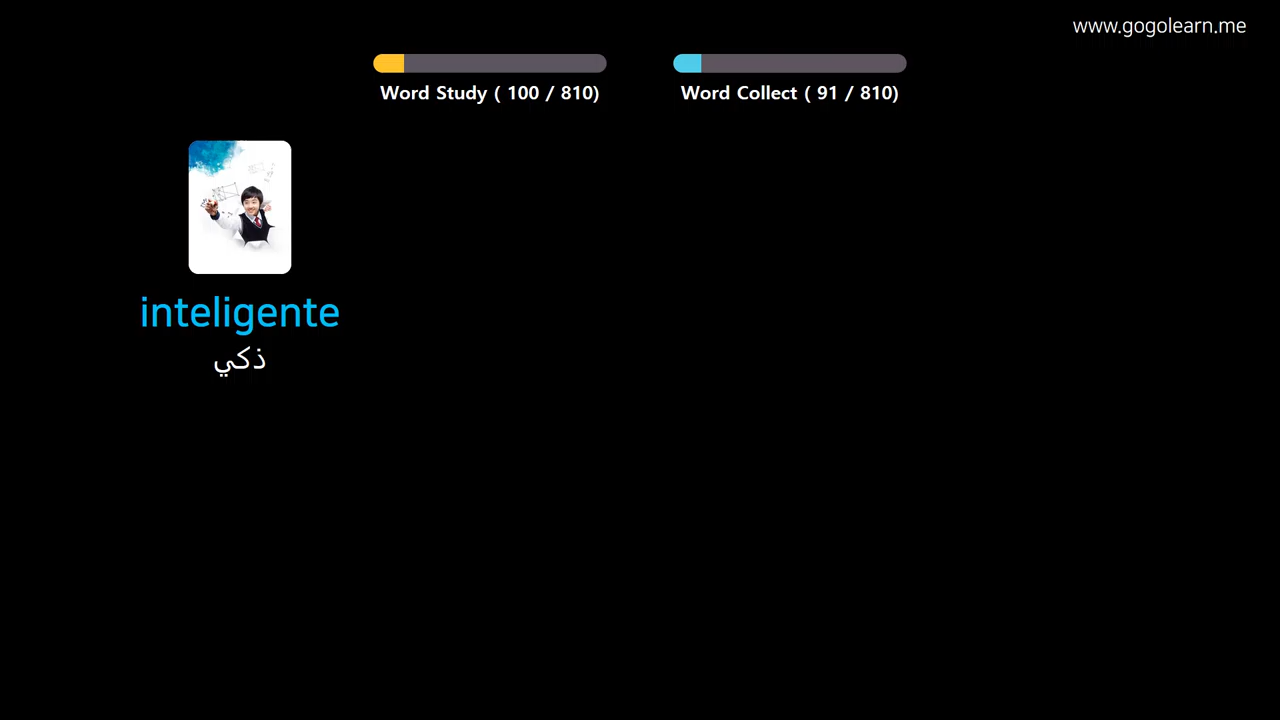 www.gogolearn.me
Word Study ( 100 / 810)
Word Collect ( 91 / 810)
inteligente
ذكي